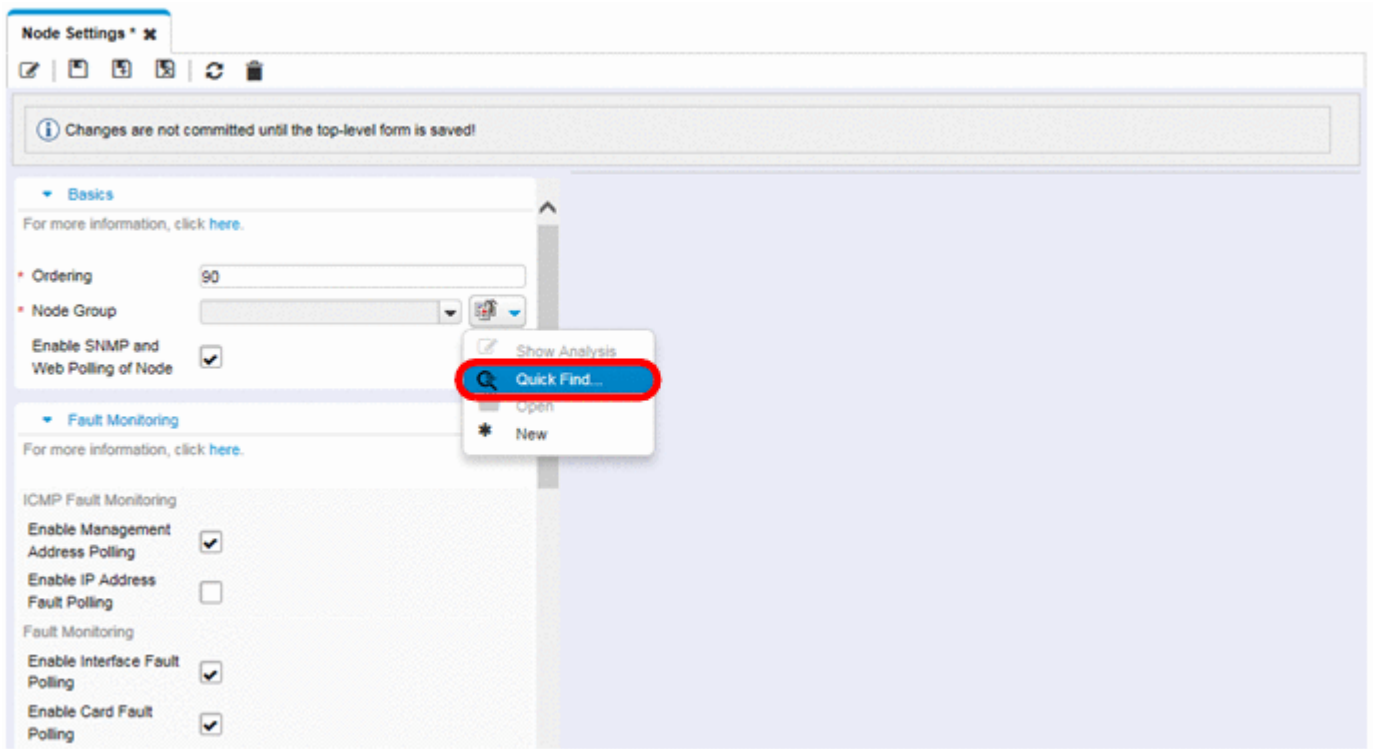 Node Settings *
Changes are not committed until the top-level form is saved!
Basics
For more information, click here.
* Ordering 90
* Node Group
Enable SNMP and
Web Polling of Node
Show Analysis
Quick Find...
Open
* New
Fault Monitoring
For more information, click here.
ICMP Fault Monitoring
Enable Management
Address Polling
Enable IP Address
Fault Polling
Fault Monitoring
Enable Interface Fault
Polling
Enable Card Fault
Polling